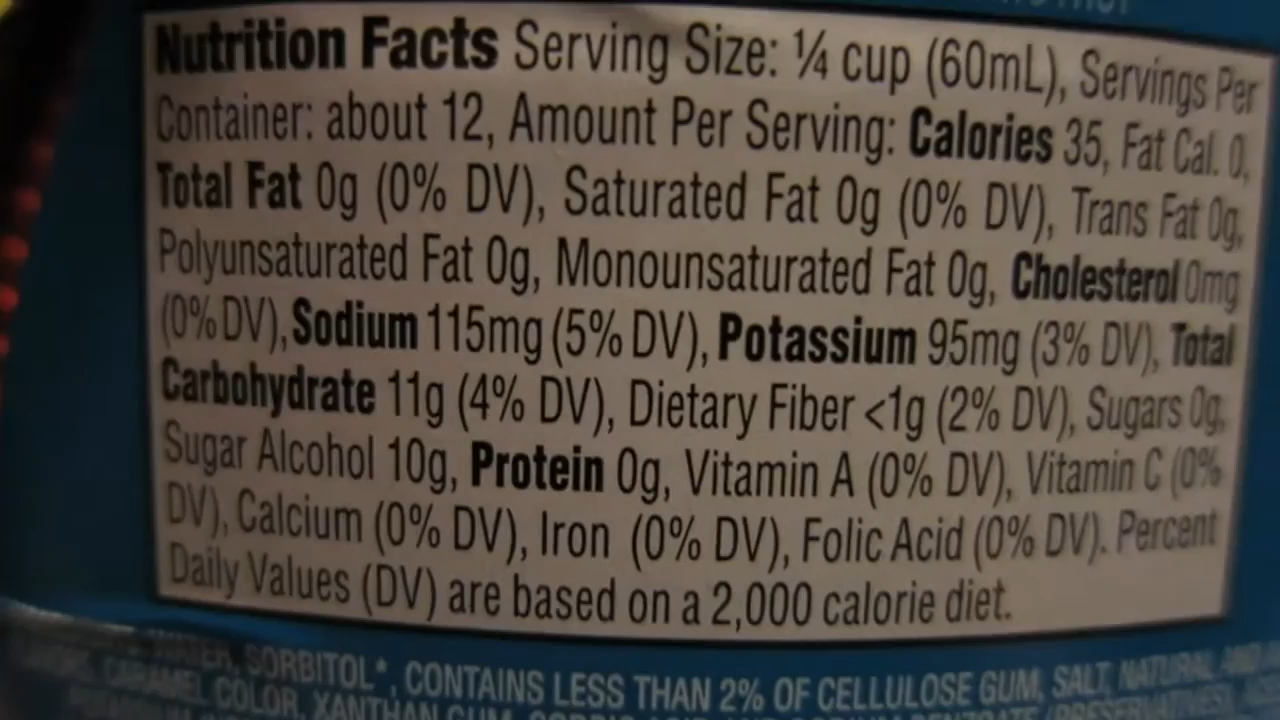 Nutrition Facts Serving Size: ¼ cup (60mL), Servings Per
Container: about 12, Amount Per Serving: Calories 35, Fat Cal. 0,
Total Fat 0g (0% DV), Saturated Fat 0g (0% DV), Trans Fat 0g,
Polyunsaturated Fat 0g, Monounsaturated Fat 0g, Cholesterol 0mg
(0% DV), Sodium 115mg (5% DV), Potassium 95mg (3% DV), Total
Carbohydrate 11g (4% DV), Dietary Fiber <1g (2% DV), Sugars 0g,
Sugar Alcohol 10g, Protein 0g, Vitamin A (0% DV), Vitamin C (0%
DV), Calcium (0% DV), Iron (0% DV), Folic Acid (0% DV). Percent
Daily Values (DV) are based on a 2,000 calorie diet.
WATER, SORBITOL*, CONTAINS LESS THAN 2% OF CELLULOSE GUM, SALT, NATURAL AND
CARAMEL COLOR, XANTHAN GUM,